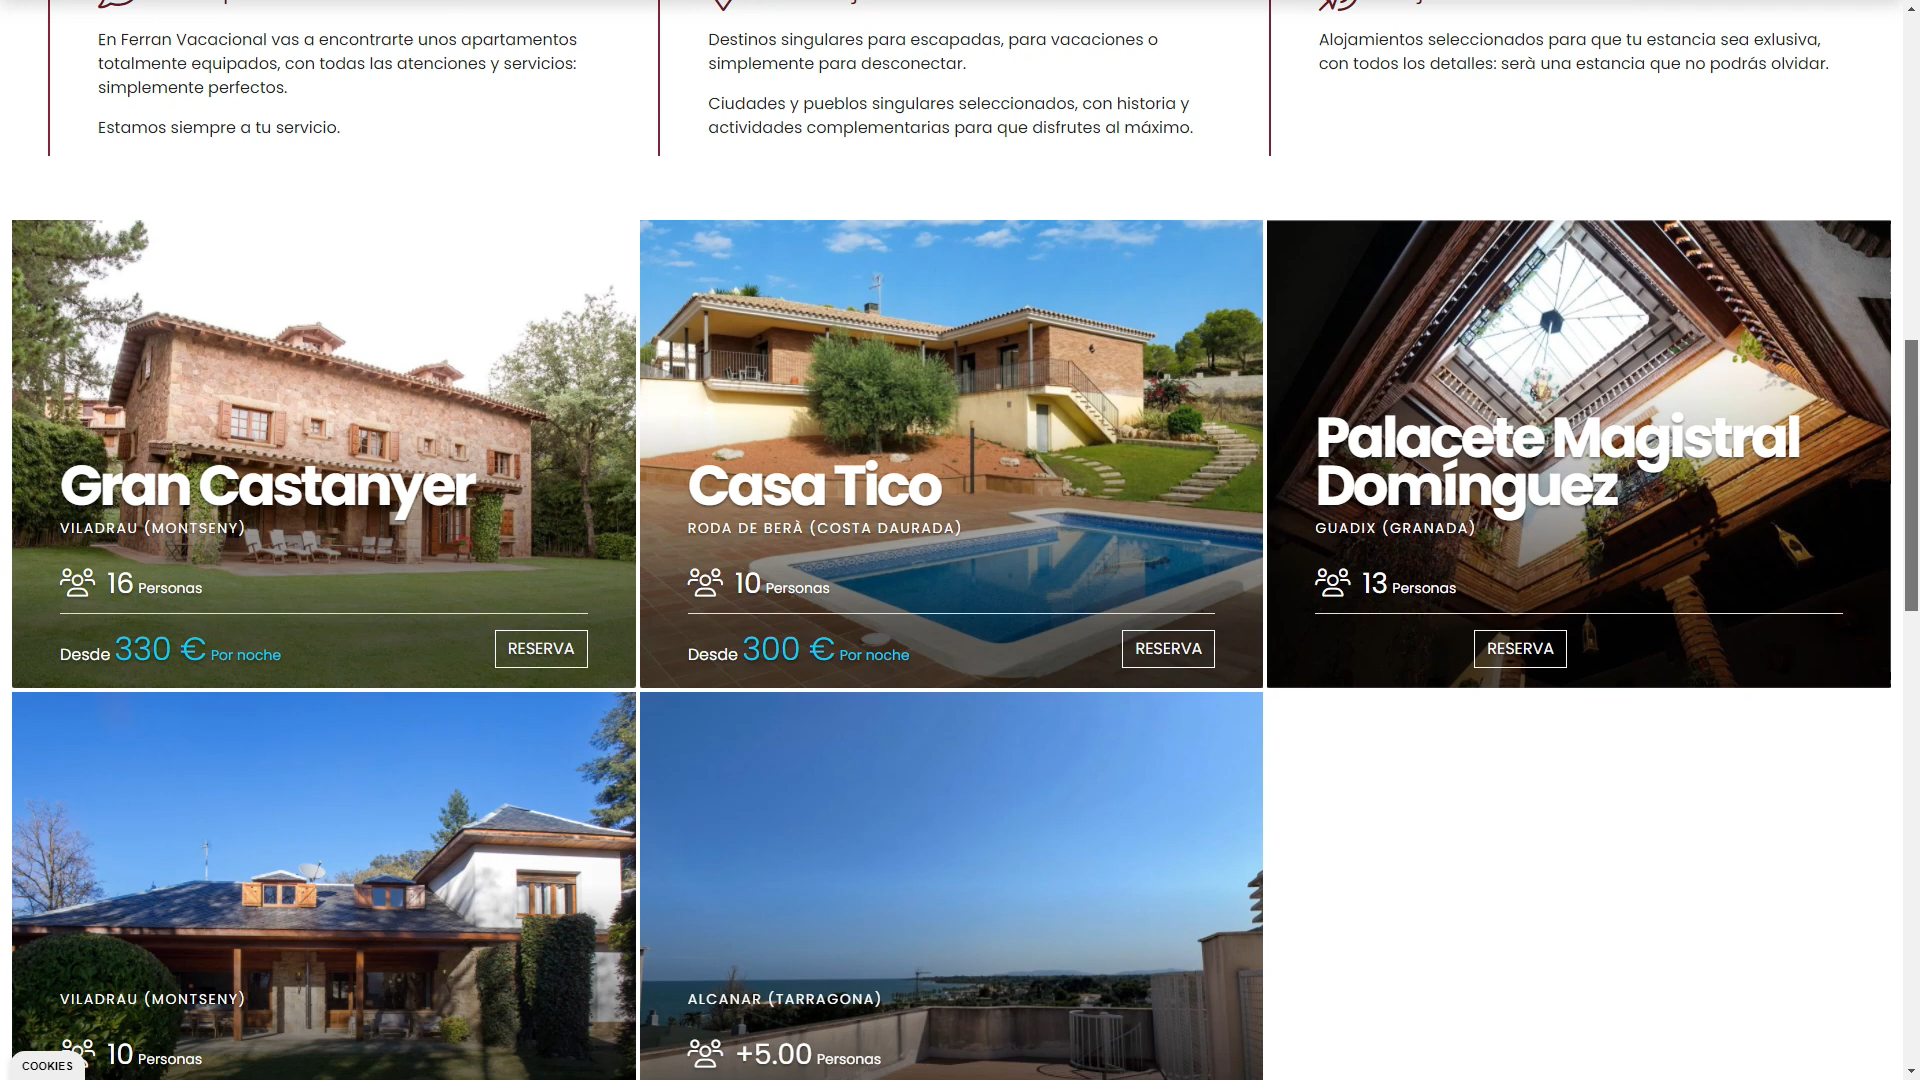 En Ferran Vacacional vas a encontrarte unos apartamentos
totalmente equipados, con todas las atenciones y servicios:
simplemente perfectos.
Estamos siempre a tu servicio.
Destinos singulares para escapadas, para vacaciones o
simplemente para desconectar.
Ciudades y pueblos singulares seleccionados, con historia y
actividades complementarias para que disfrutes al máximo.
Alojamientos seleccionados para que tu estancia sea exlusiva,
con todos los detalles: serà una estancia que no podrás olvidar.
Gran Castanyer
VILADRAU (MONTSENY)
16 Personas
Desde 330 € Por noche
RESERVA
Casa Tico
RODA DE BERÀ (COSTA DAURADA)
10 Personas
Desde 300 € Por noche
RESERVA
Palacete Magistral
Domínguez
GUADIX (GRANADA)
13 Personas
RESERVA
VILADRAU (MONTSENY)
10 Personas
ALCANAR (TARRAGONA)
+5.00 Personas
COOKIES